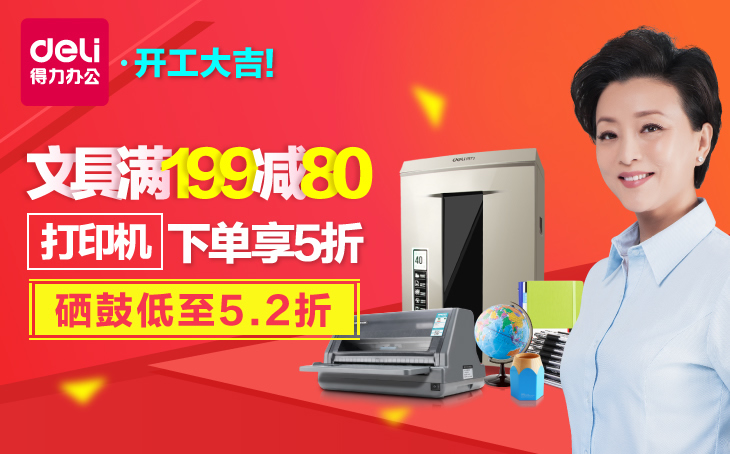 deli
得力办公
·开工大吉!
文具满199减80
打印机 下单享5折
硒鼓低至5.2折
40